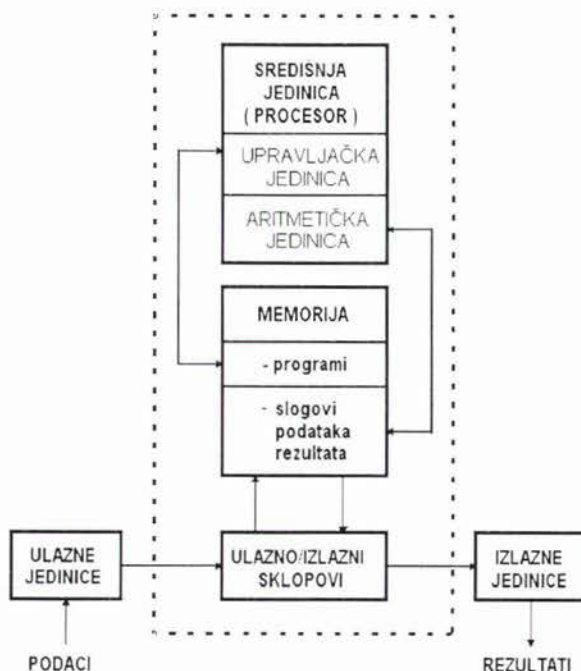 SREDIŠNJA
JEDINICA
( PROCESOR )
UPRAVLJAČKA
JEDINICA
ARITMETIČKA
JEDINICA
MEMORIJA
- programi
- slogovi
podataka
rezultata
ULAZNE
JEDINICE
ULAZNO/IZLAZNI
SKLOPOVI
IZLAZNE
JEDINICE
PODACI
REZULTATI